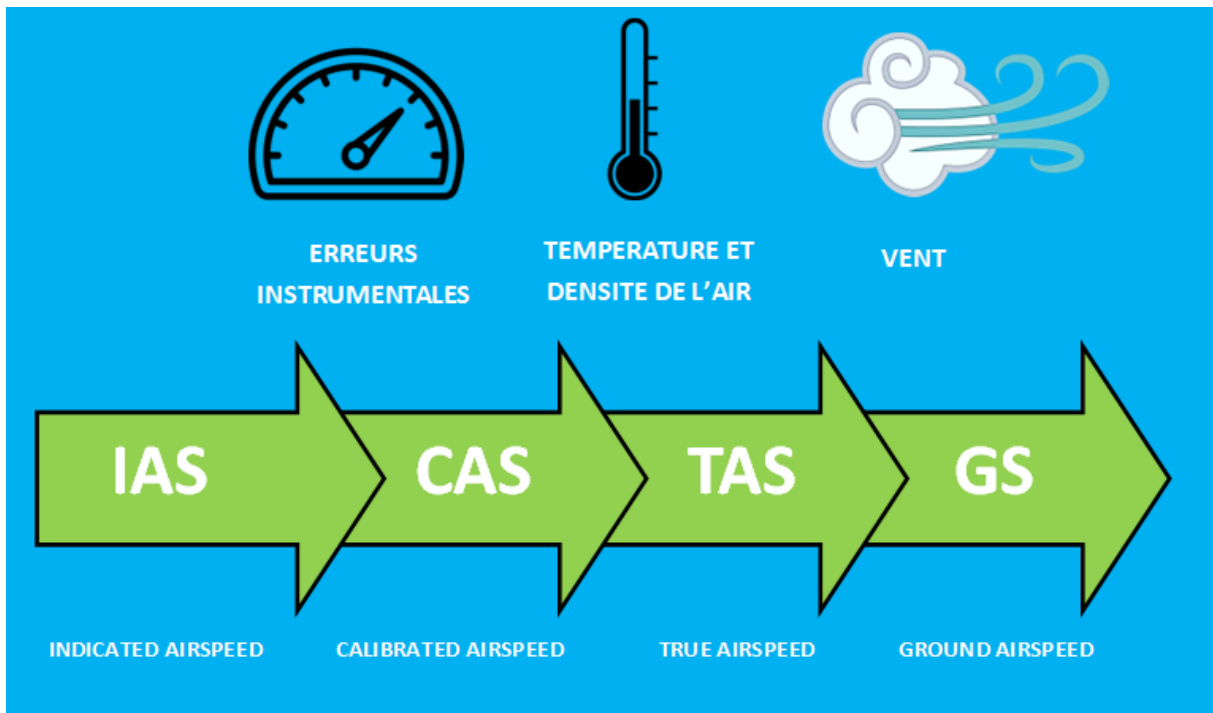 ERREURS
INSTRUMENTALES
TEMPERATURE ET
DENSITE DE L’AIR
VENT
IAS
CAS
TAS
GS
INDICATED AIRSPEED
CALIBRATED AIRSPEED
TRUE AIRSPEED
GROUND AIRSPEED